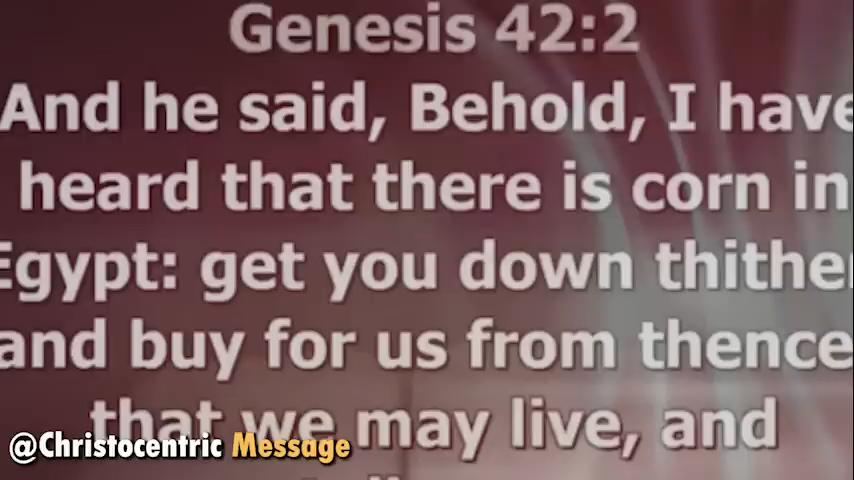 Genesis 42:2
And he said, Behold, I have
heard that there is corn in
Egypt: get you down thither
and buy for us from thence
that we may live, and
@Christocentric Message